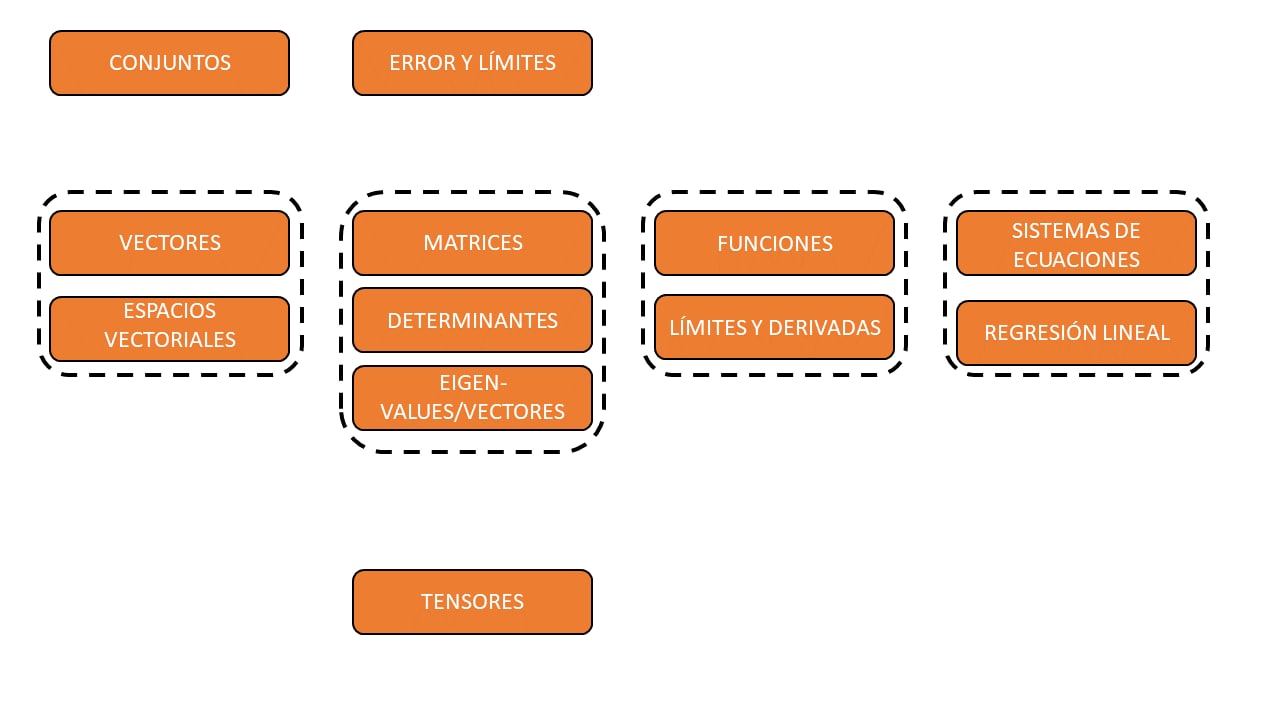 CONJUNTOS
ERROR Y LÍMITES
VECTORES
ESPACIOS
VECTORIALES
MATRICES
DETERMINANTES
EIGEN-
VALUES/VECTORES
FUNCIONES
LÍMITES Y DERIVADAS
SISTEMAS DE
ECUACIONES
REGRESIÓN LINEAL
TENSORES